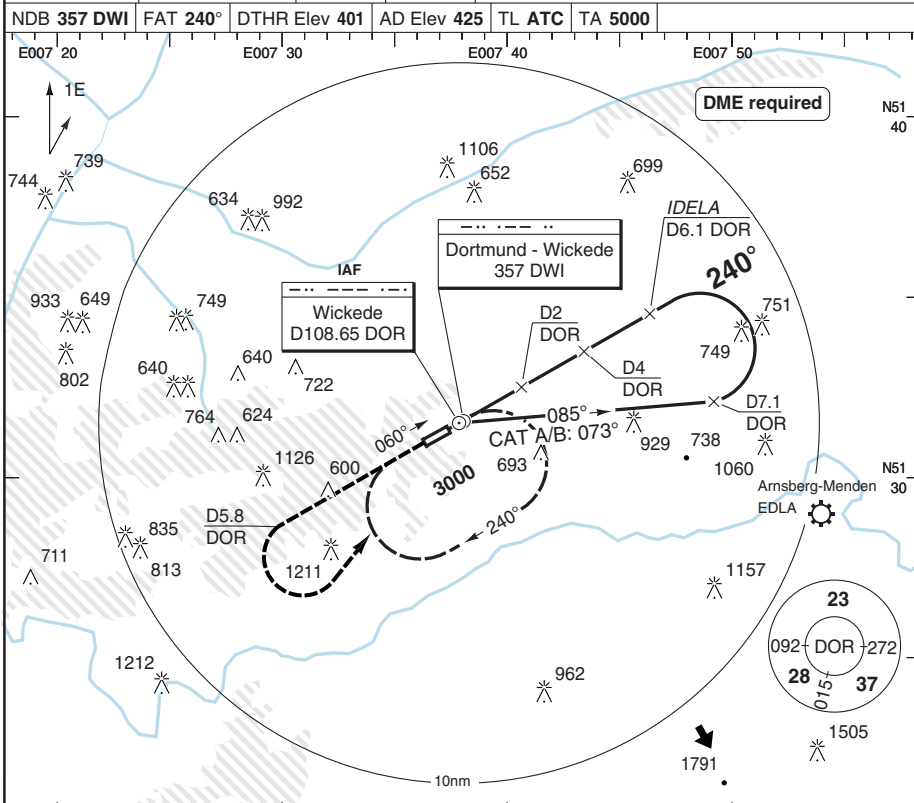 NDB 357 DWI FAT 240° DTHR Elev 401 AD Elev 425 TL ATC TA 5000
E007 20 E007 30 E007 40 E007 50
1E
DME required
N51
40
1106
739
652
699
744
634 992
IDELA
D6.1 DOR
Dortmund - Wickede
357 DWI
240°
IAF
Wickede
D108.65 DOR
933 649
749
751
D2
DOR
749
802
640
640
722
D4
DOR
D7.1
DOR
764 624
060°
085°
CAT A/B: 073°
929
738
1060
1126
600
3000
693
N51
30
Arnsberg-Menden
EDLA
D5.8
DOR
240°
835
813
711
1211
1157
23
092 DOR 272
28 37
015
1212
962
1505
1791
10nm